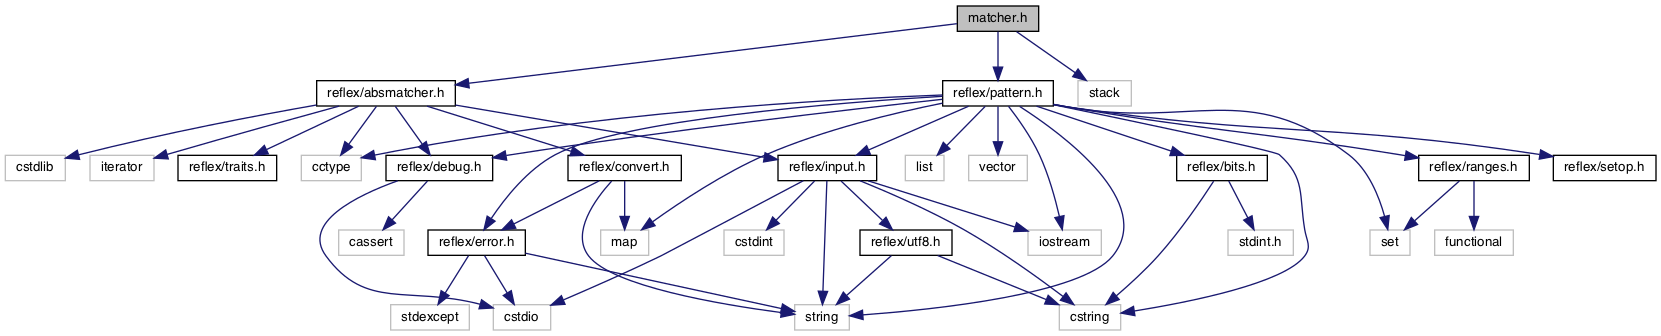 matcher.h
reflex/absmatcher.h
reflex/pattern.h
stack
cstdlib
iterator
reflex/traits.h
cctype
reflex/debug.h
reflex/convert.h
reflex/input.h
list
vector
reflex/bits.h
reflex/ranges.h
reflex/setop.h
cassert
reflex/error.h
map
cstdint
reflex/utf8.h
iostream
stdint.h
set
functional
stdexcept
cstdio
string
cstring